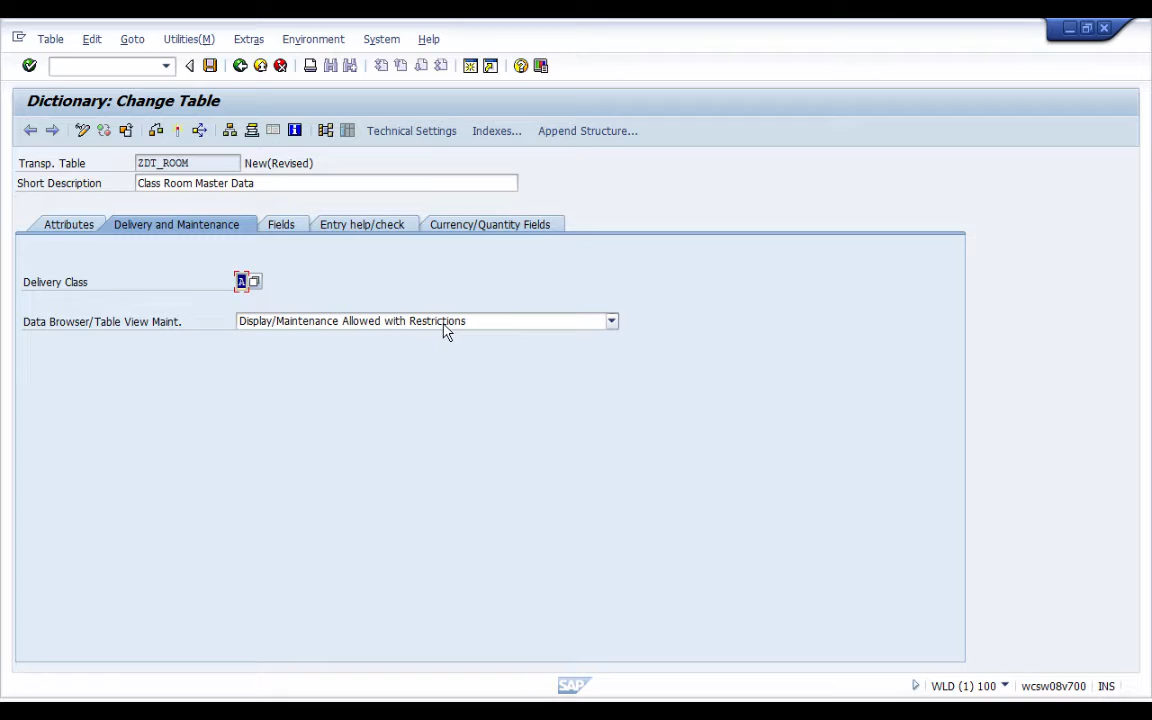 Table Edit Goto Utilities(M) Extras Environment System Help
Dictionary: Change Table
Technical Settings Indexes... Append Structure...
Transp. Table ZDT_ROOM New(Revised)
Short Description Class Room Master Data
Attributes Delivery and Maintenance Fields Entry help/check Currency/Quantity Fields
Delivery Class A
Data Browser/Table View Maint. Display/Maintenance Allowed with Restrictions
SAP WLD (1) 100 wcsw08v700 INS